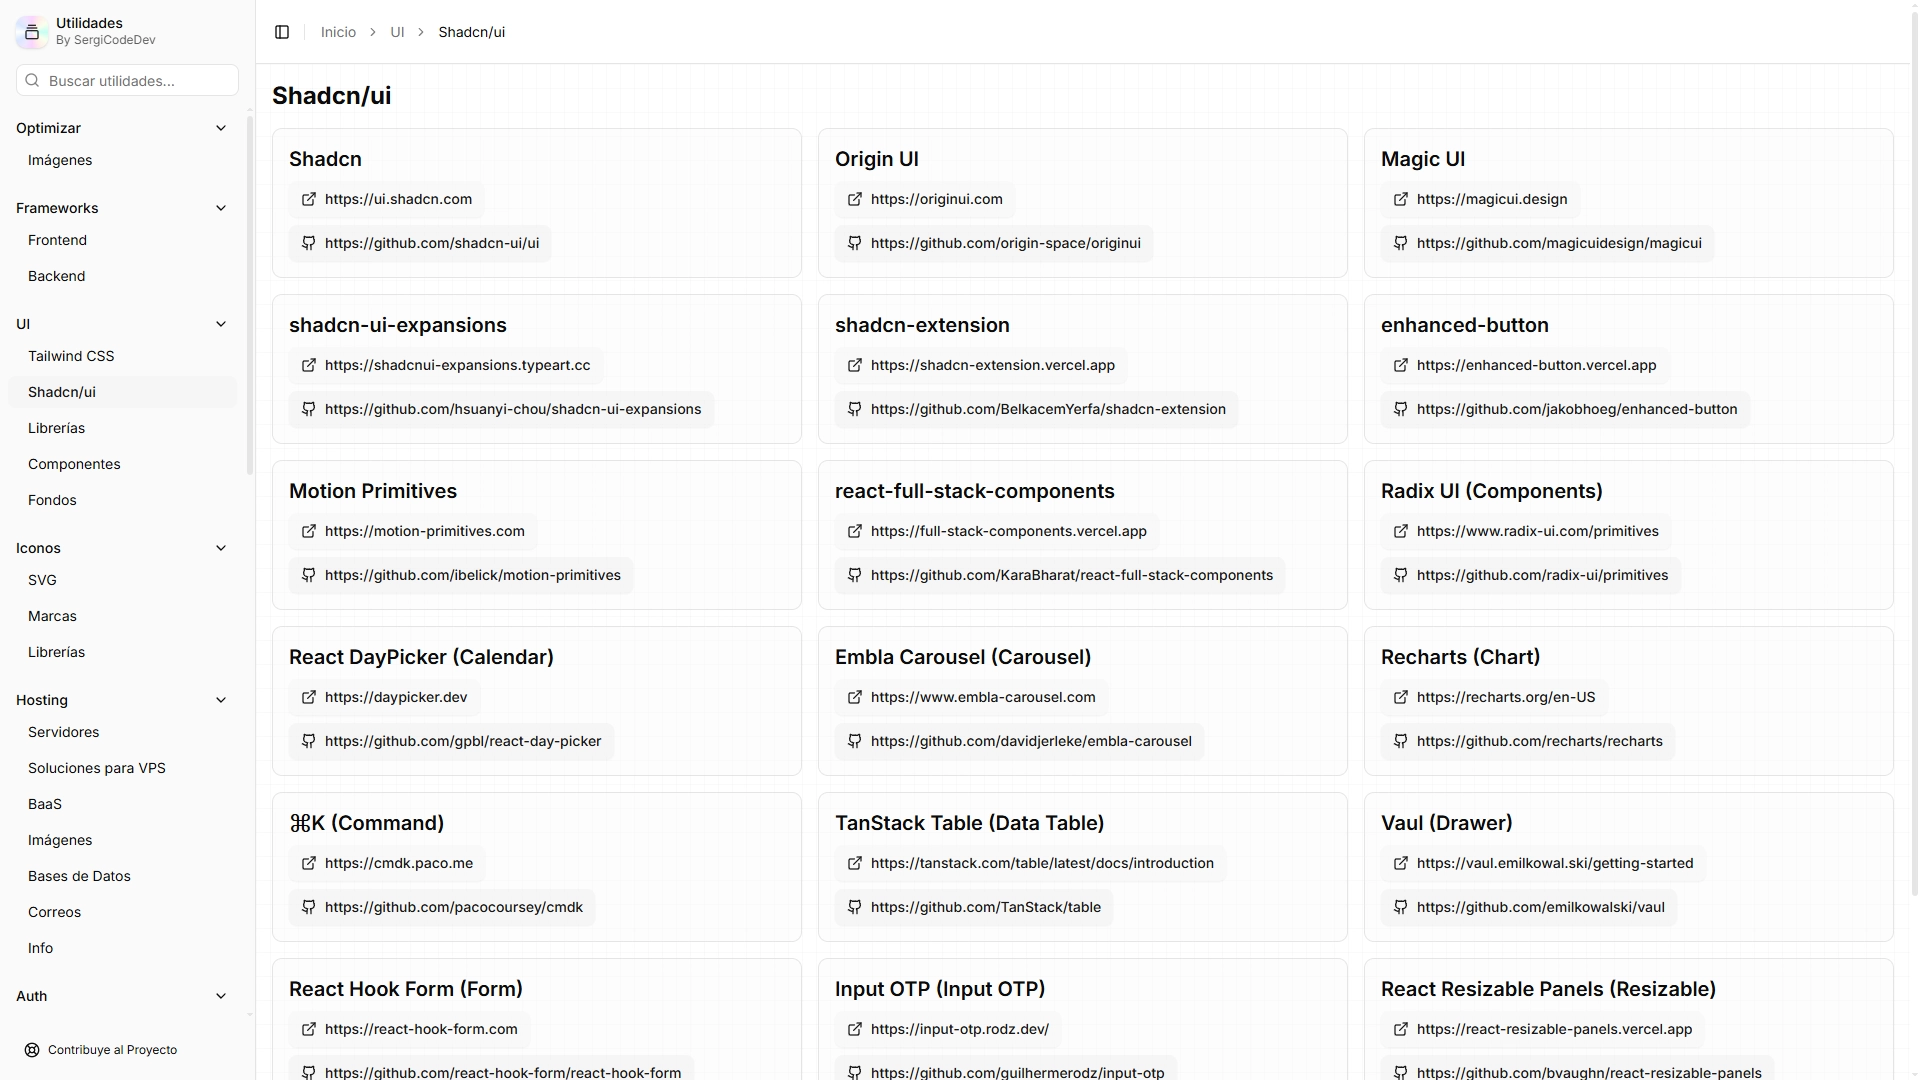 Utilidades
By SergiCodeDev
Buscar utilidades...
Optimizar
Imágenes
Frameworks
Frontend
Backend
UI
Tailwind CSS
Shadcn/ui
Librerías
Componentes
Fondos
Iconos
SVG
Marcas
Librerías
Hosting
Servidores
Soluciones para VPS
BaaS
Imágenes
Bases de Datos
Correos
Info
Auth
Contribuye al Proyecto
Inicio > UI > Shadcn/ui
Shadcn/ui
Shadcn
https://ui.shadcn.com
https://github.com/shadcn-ui/ui
Origin UI
https://originui.com
https://github.com/origin-space/originui
Magic UI
https://magicui.design
https://github.com/magicuidesign/magicui
shadcn-ui-expansions
https://shadcnui-expansions.typeart.cc
https://github.com/hsuanyi-chou/shadcn-ui-expansions
shadcn-extension
https://shadcn-extension.vercel.app
https://github.com/BelkacemYerfa/shadcn-extension
enhanced-button
https://enhanced-button.vercel.app
https://github.com/jakobhoeg/enhanced-button
Motion Primitives
https://motion-primitives.com
https://github.com/ibelick/motion-primitives
react-full-stack-components
https://full-stack-components.vercel.app
https://github.com/KaraBharat/react-full-stack-components
Radix UI (Components)
https://www.radix-ui.com/primitives
https://github.com/radix-ui/primitives
React DayPicker (Calendar)
https://daypicker.dev
https://github.com/gpbl/react-day-picker
Embla Carousel (Carousel)
https://www.embla-carousel.com
https://github.com/davidjerleke/embla-carousel
Recharts (Chart)
https://recharts.org/en-US
https://github.com/recharts/recharts
⌘K (Command)
https://cmdk.paco.me
https://github.com/pacocoursey/cmdk
TanStack Table (Data Table)
https://tanstack.com/table/latest/docs/introduction
https://github.com/TanStack/table
Vaul (Drawer)
https://vaul.emilkowal.ski/getting-started
https://github.com/emilkowalski/vaul
React Hook Form (Form)
https://react-hook-form.com
https://github.com/react-hook-form/react-hook-form
Input OTP (Input OTP)
https://input-otp.rodz.dev/
https://github.com/guilhermerodz/input-otp
React Resizable Panels (Resizable)
https://react-resizable-panels.vercel.app
https://github.com/bvaughn/react-resizable-panels